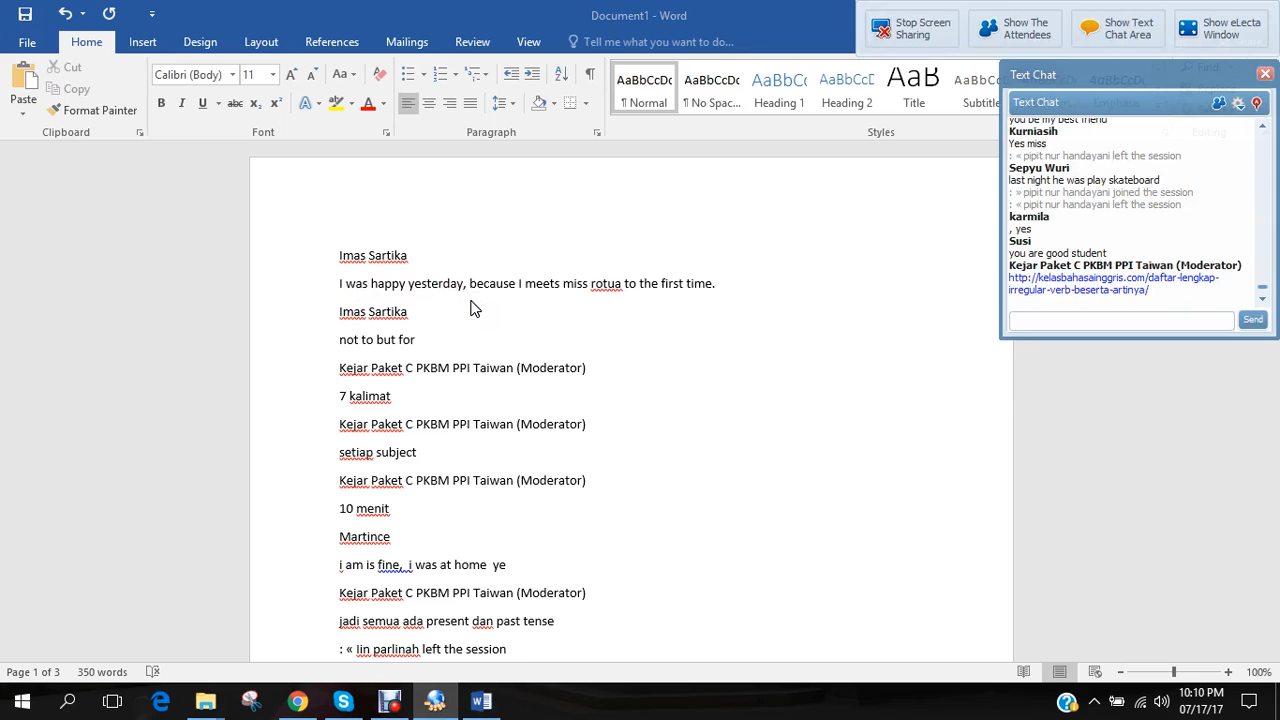 Document1 - Word
Stop Screen Sharing
Show The Attendees
Show Text Chat Area
Show eLecta Window
File
Home
Insert
Design
Layout
References
Mailings
Review
View
Tell me what you want to do...
Paste
Cut
Copy
Format Painter
Clipboard
Calibri (Body)
11
Font
Paragraph
AaBbCcDc
¶ Normal
AaBbCcDc
¶ No Spac...
AaBbCc
Heading
AaBbCcD
Heading 2
AaB
Title
AaBbCcD
Subtitl
Styles
Editing
Text Chat
Text Chat
you be my best friend
Kurniasih
Yes miss
: « pipit nur handayani left the session
Sepyu Wuri
last night he was play skateboard
: » pipit nur handayani joined the session
: « pipit nur handayani left the session
karmila
, yes
Susi
you are good student
Kejar Paket C PKBM PPI Taiwan (Moderator)
http://kelasbahasainggris.com/daftar-lengkap-
irregular-verb-beserta-artinya/
Send
Imas Sartika
I was happy yesterday, because I meets miss rotua to the first time.
Imas Sartika
not to but for
Kejar Paket C PKBM PPI Taiwan (Moderator)
7 kalimat
Kejar Paket C PKBM PPI Taiwan (Moderator)
setiap subject
Kejar Paket C PKBM PPI Taiwan (Moderator)
10 menit
Martince
i am is fine,  i was at home  ye
Kejar Paket C PKBM PPI Taiwan (Moderator)
jadi semua ada present dan past tense
: « Iin parlinah left the session
Page 1 of 3
350 words
100%
10:10 PM
07/17/17